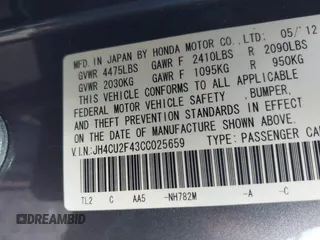 MFD. IN JAPAN BY HONDA MOTOR CO.,LTD. 05/'12
GVWR 4475LBS GAWR F 2410LBS R 2090LBS
GVWR 2030KG GAWR F 1095KG R 950KG
THIS VEHICLE CONFORMS TO ALL APPLICABLE
FEDERAL MOTOR VEHICLE SAFETY, BUMPER,
AND THEFT PREVENTION STANDARDS IN EFFECT
ON THE DATE OF MANUFACTURE SHOWN ABOVE.
V.I.N:JH4CU2F43CC025659 TYPE: PASSENGER CAR
TL2 C AA5 -NH782M -A -C
© DREAMBID